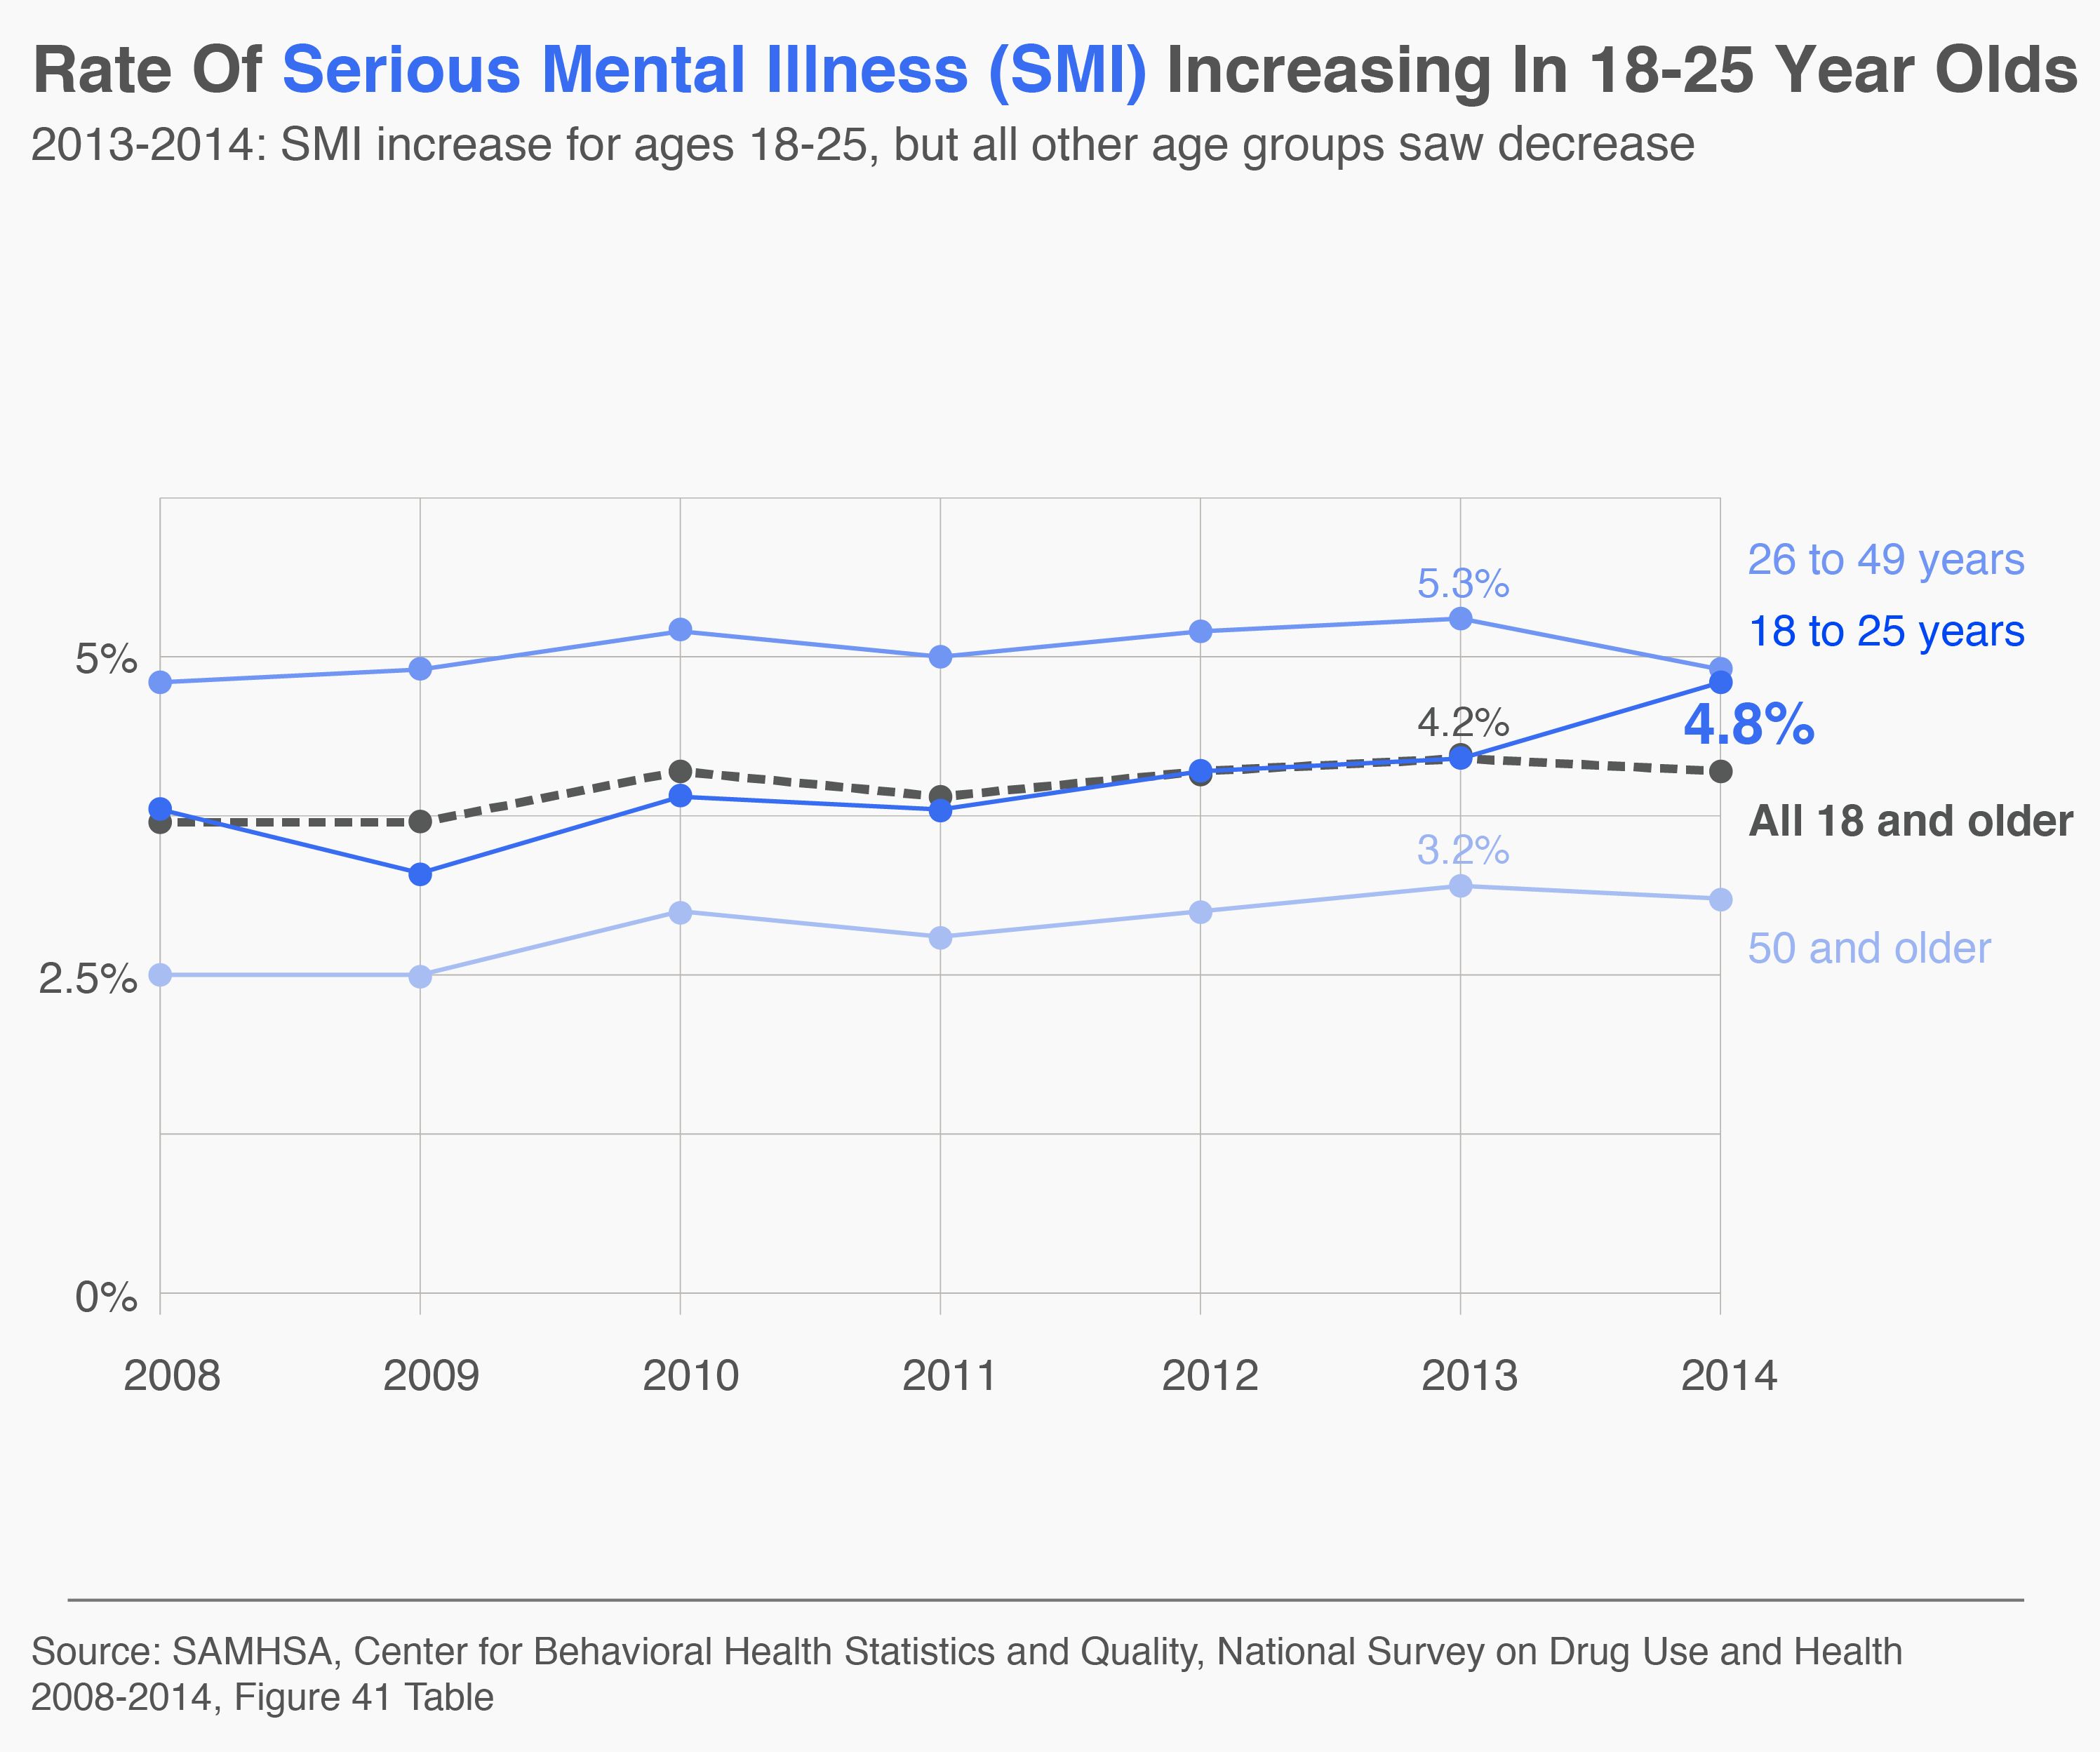 Rate Of Serious Mental Illness (SMI) Increasing In 18-25 Year Olds
2013-2014: SMI increase for ages 18-25, but all other age groups saw decrease
26 to 49 years
5.3%
18 to 25 years
5%
4.8%
4.2%
All 18 and older
3.2%
50 and older
2.5%
0%
2008 2009 2010 2011 2012 2013 2014
Source: SAMHSA, Center for Behavioral Health Statistics and Quality, National Survey on Drug Use and Health
2008-2014, Figure 41 Table